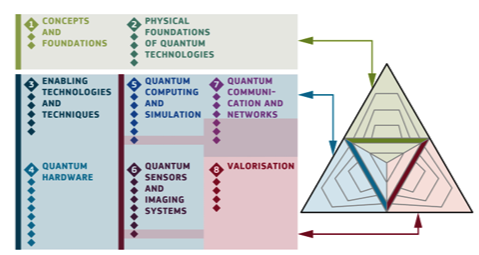 1 CONCEPTS
AND
FOUNDATIONS
2 PHYSICAL
FOUNDATIONS
OF QUANTUM
TECHNOLOGIES
3 ENABLING
TECHNOLOGIES
AND
TECHNIQUES
5 QUANTUM
COMPUTING
AND
SIMULATION
7 QUANTUM
COMMUNI-
CATION AND
NETWORKS
4 QUANTUM
HARDWARE
6 QUANTUM
SENSORS
AND
IMAGING
SYSTEMS
8 VALORISATION